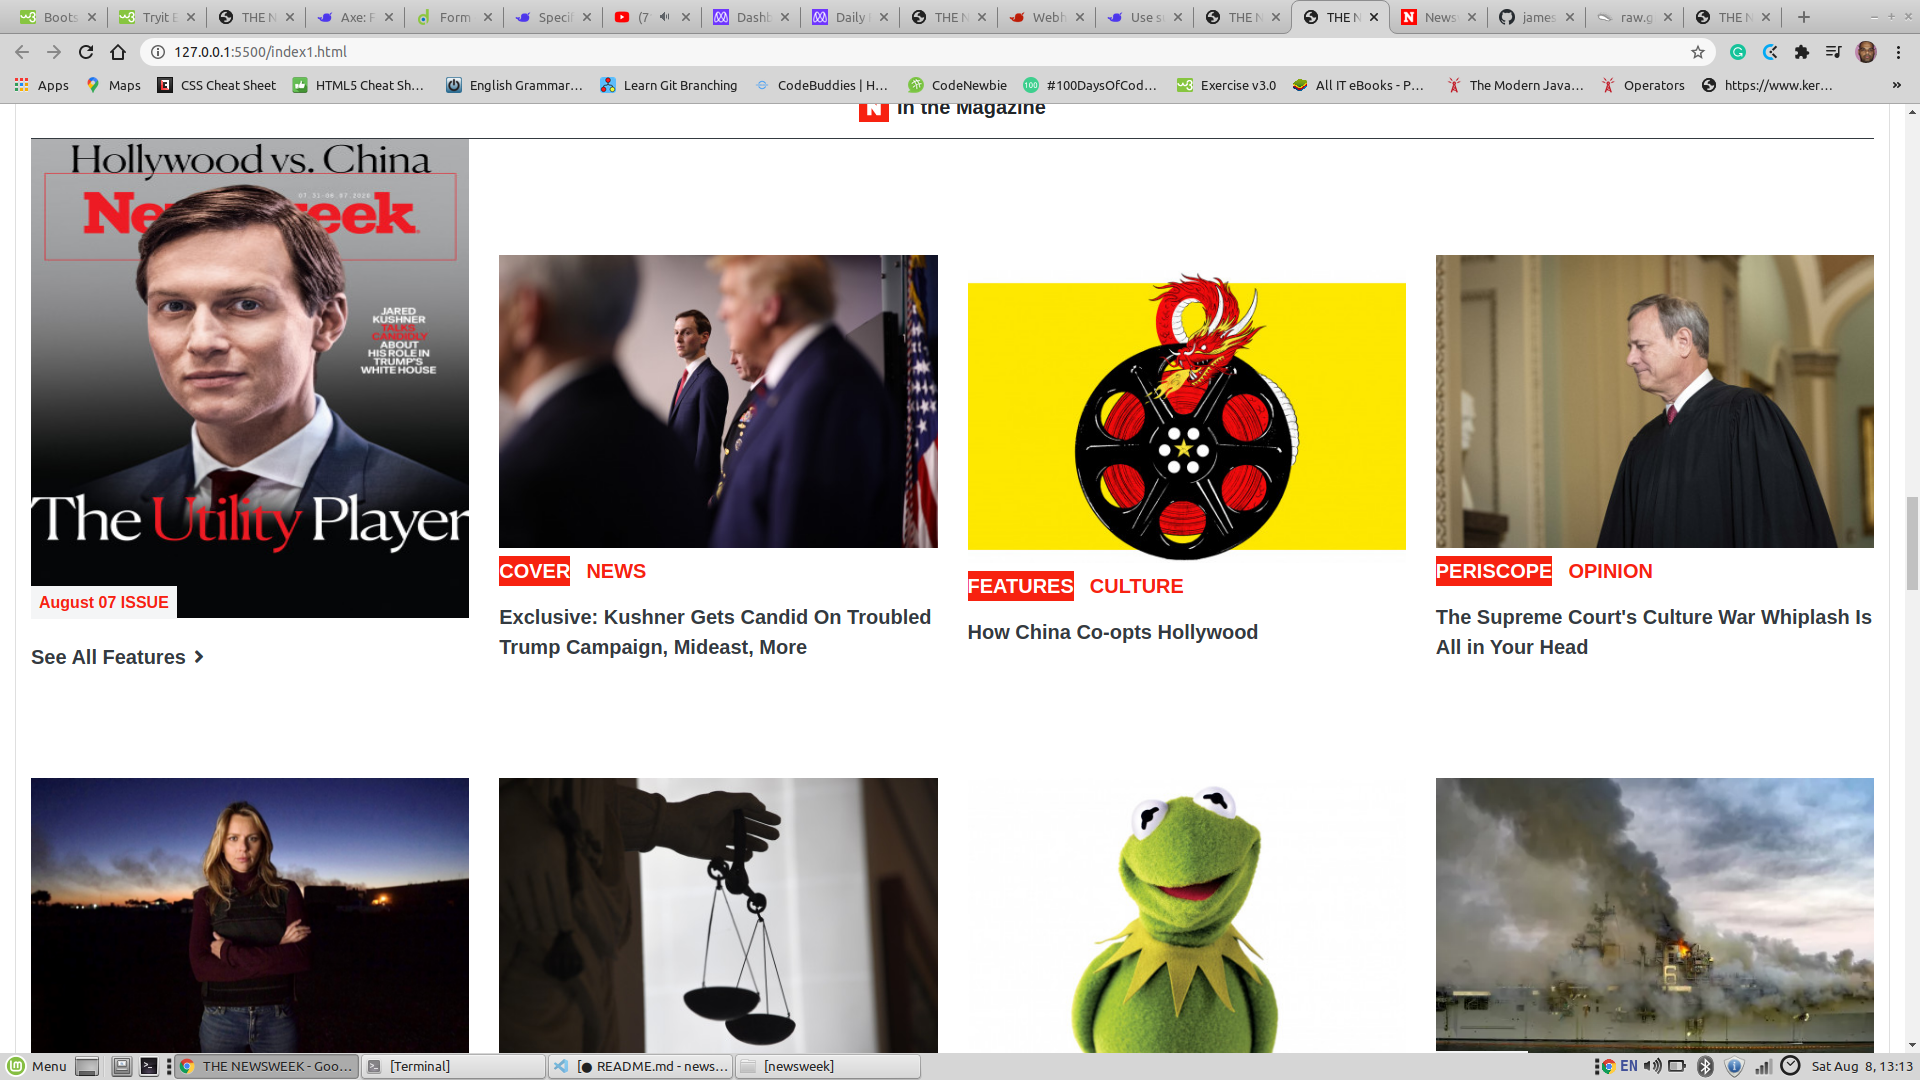 Boots
Tryit E
THE N
Axe: F
Form
Specif
(7
Dashb
Daily
THE N
Webh
Use s
THE N
THE N
News
james
raw.g
THE N
127.0.0.1:5500/index1.html
Apps
Maps
CSS Cheat Sheet
HTML5 Cheat Sh...
English Grammar...
Learn Git Branching
CodeBuddies | H...
CodeNewbie
#100DaysOfCod...
Exercise v3.0
All IT eBooks - P...
The Modern Java...
Operators
https://www.ker...
»
N In the Magazine
Hollywood vs. China
07.31-08.07.2020
Newsweek
JARED
KUSHNER
TALKS
CANDIDLY
ABOUT
HIS ROLE IN
TRUMP'S
WHITE HOUSE
The Utility Player
August 07 ISSUE
See All Features
COVER NEWS
Exclusive: Kushner Gets Candid On Troubled
Trump Campaign, Mideast, More
FEATURES CULTURE
How China Co-opts Hollywood
PERISCOPE OPINION
The Supreme Court's Culture War Whiplash Is
All in Your Head
6
Menu
THE NEWSWEEK - Goo...
[Terminal]
[● README.md - news...
[newsweek]
EN
Sat Aug 8, 13:13